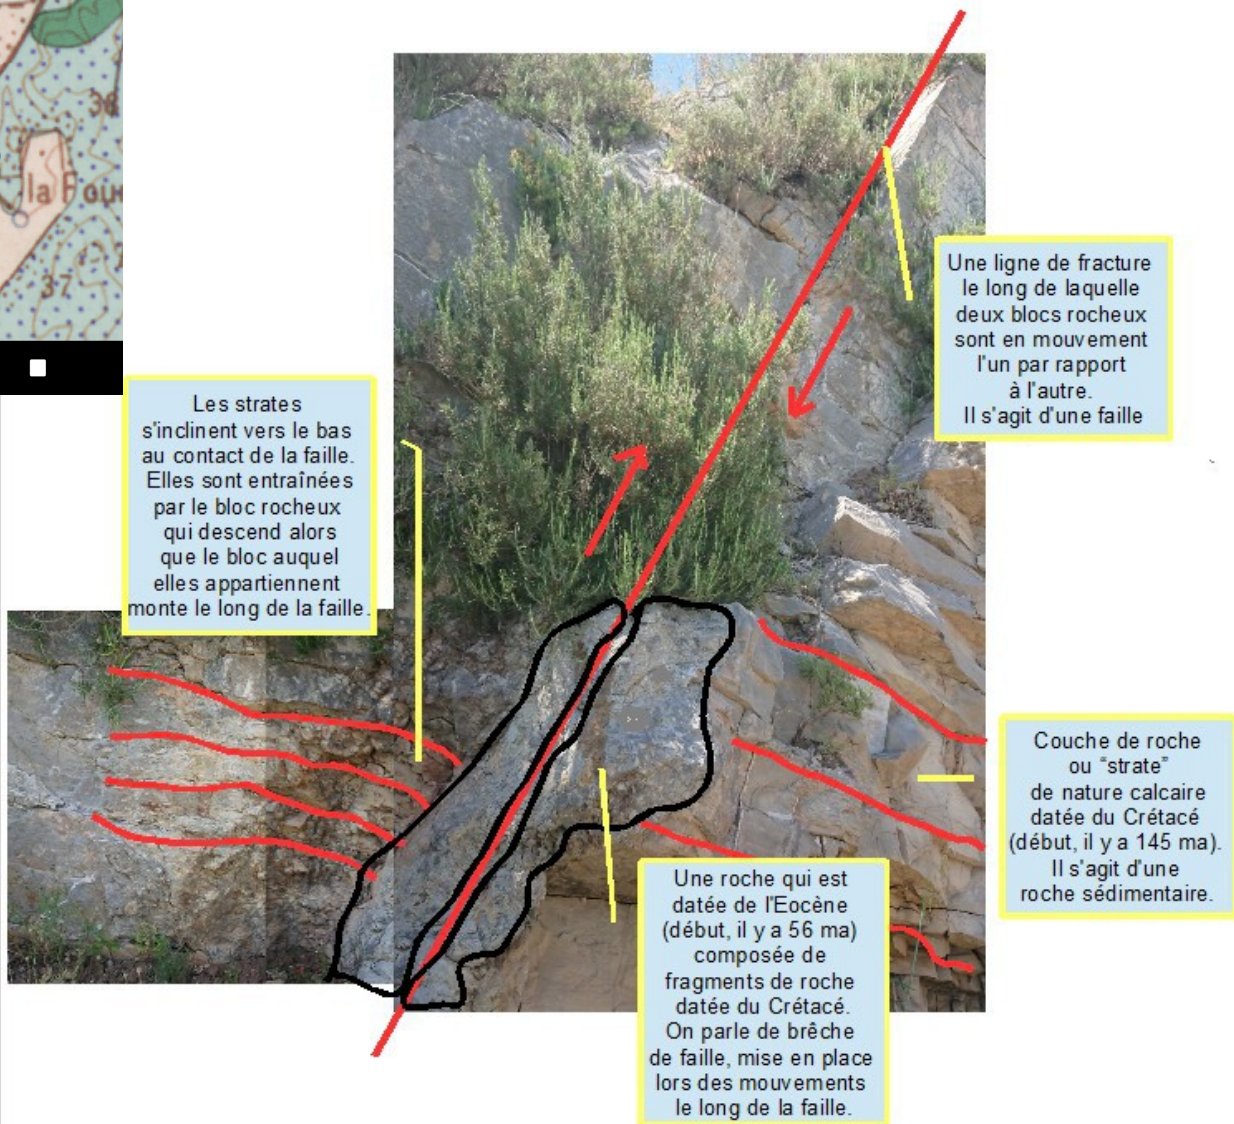 38
37
Une ligne de fracture
le long de laquelle
deux blocs rocheux
sont en mouvement
l'un par rapport
à l'autre.
Il s'agit d'une faille
Les strates
s'inclinent vers le bas
au contact de la faille.
Elles sont entraînées
par le bloc rocheux
qui descend alors
que le bloc auquel
elles appartiennent
monte le long de la faille.
Couche de roche
ou “strate”
de nature calcaire
datée du Crétacé
(début, il y a 145 ma).
Il s'agit d'une
roche sédimentaire.
Une roche qui est
datée de l'Eocène
(début, il y a 56 ma)
composée de
fragments de roche
datée du Crétacé.
On parle de brêche
de faille, mise en place
lors des mouvements
le long de la faille.